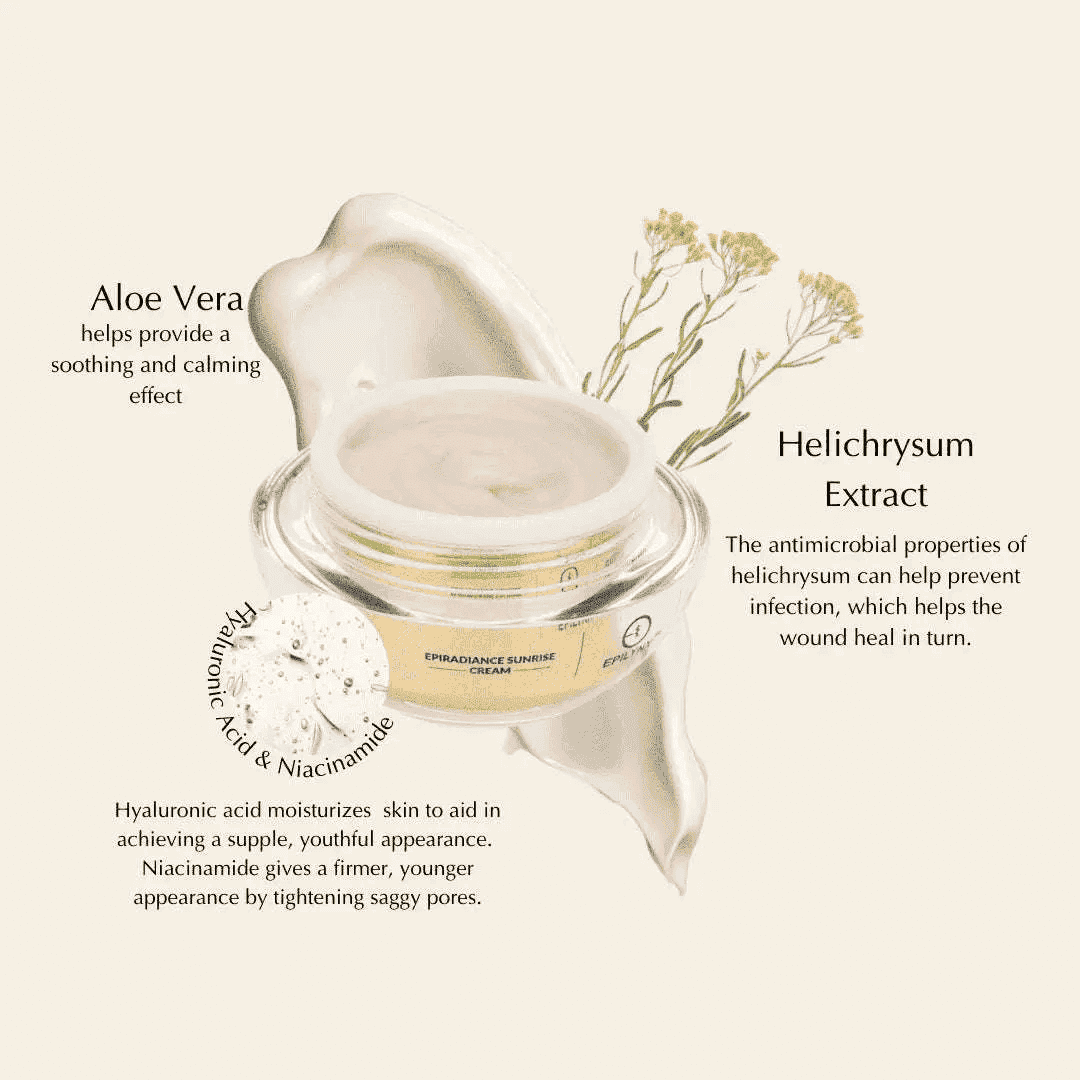 Aloe Vera
helps provide a
soothing and calming
effect
Helichrysum
Extract
The antimicrobial properties of
helichrysum can help prevent
infection, which helps the
wound heal in turn.
EPIRADIANCE SUNRISE
CREAM
EPILYNX
Hyaluronic Acid & Niacinamide
Hyaluronic acid moisturizes skin to aid in
achieving a supple, youthful appearance.
Niacinamide gives a firmer, younger
appearance by tightening saggy pores.